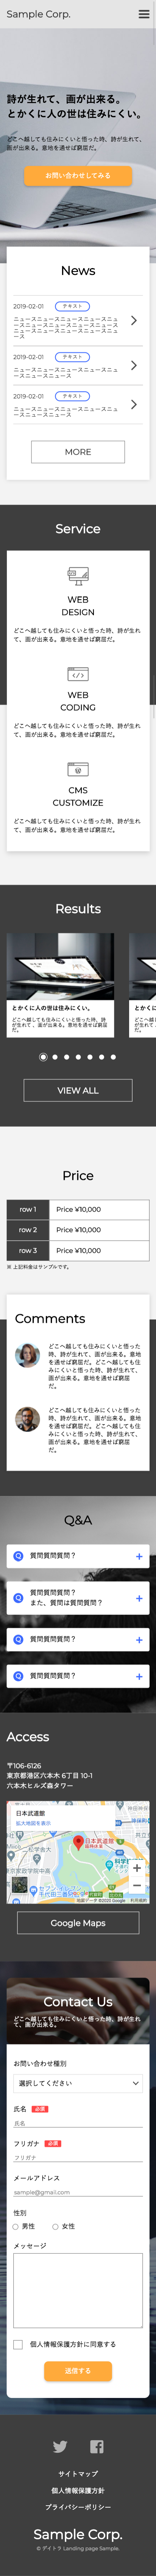 Sample Corp.
詩が生れて、画が出来る。
とかくに人の世は住みにくい。
どこへ越しても住みにくいと悟った時、詩が生れて、
画が出来る。意地を通せば窮屈だ。
お問い合わせしてみる
News
2019-02-01 テキスト
ニュースニュースニュースニュースニュ
ースニュースニュースニュースニュース
ニュースニュースニュースニュースニュー
ス
2019-02-01 テキスト
ニュースニュースニュースニュースニュ
ースニュースニュース
2019-02-01 テキスト
ニュースニュースニュースニュースニュ
ースニュースニュース
MORE
Service
WEB
DESIGN
どこへ越しても住みにくいと悟った時、詩が生れ
て、画が出来る。意地を通せば窮屈だ。
WEB
CODING
どこへ越しても住みにくいと悟った時、詩が生れ
て、画が出来る。意地を通せば窮屈だ。
CMS
CUSTOMIZE
どこへ越しても住みにくいと悟った時、詩が生れ
て、画が出来る。意地を通せば窮屈だ。
Results
とかくに人の世は住みにくい。
どこへ越しても住みにくいと悟った時、詩
が生れて、画が出来る。意地を通せば窮屈
だ。
VIEW ALL
Price
row 1 Price ¥10,000
row 2 Price ¥10,000
row 3 Price ¥10,000
※ 上記料金はサンプルです。
Comments
どこへ越しても住みにくいと悟っ
た時、詩が生れて、画が出来る。意地
を通せば窮屈だ。どこへ越しても住
みにくいと悟った時、詩が生れて、
画が出来る。意地を通せば窮屈
だ。
どこへ越しても住みにくいと悟っ
た時、詩が生れて、画が出来る。意地
を通せば窮屈だ。どこへ越しても住
みにくいと悟った時、詩が生れて、
画が出来る。意地を通せば窮屈
だ。
Q&A
Q 質問質問質問？ +
Q 質問質問質問？
また、質問は質問質問？ +
Q 質問質問質問？ +
Q 質問質問質問？ +
Access
〒106-6126
東京都港区六本木 6丁目 10-1
六本木ヒルズ森タワー
日本武道館
拡大地図を表示
日本武道館
Google Maps
Contact Us
どこへ越しても住みにくいと悟った時、詩が生れ
て、画が出来る。
お問い合わせ種別
選択してください
氏名 必須
氏名
フリガナ 必須
フリガナ
メールアドレス
sample@gmail.com
性別
男性 女性
メッセージ
個人情報保護方針に同意する
送信する
サイトマップ
個人情報保護方針
プライバシーポリシー
Sample Corp.
© デイトラ Landing page Sample.